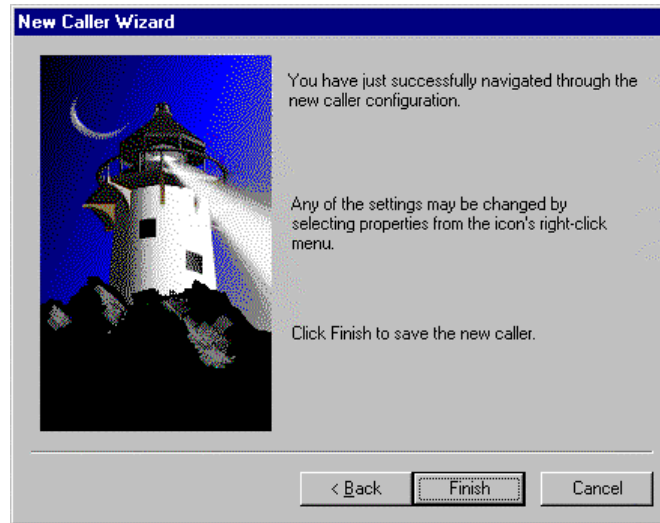 New Caller Wizard
You have just successfully navigated through the
new caller configuration.
Any of the settings may be changed by
selecting properties from the icon's right-click
menu.
Click Finish to save the new caller.
< Back
Finish
Cancel